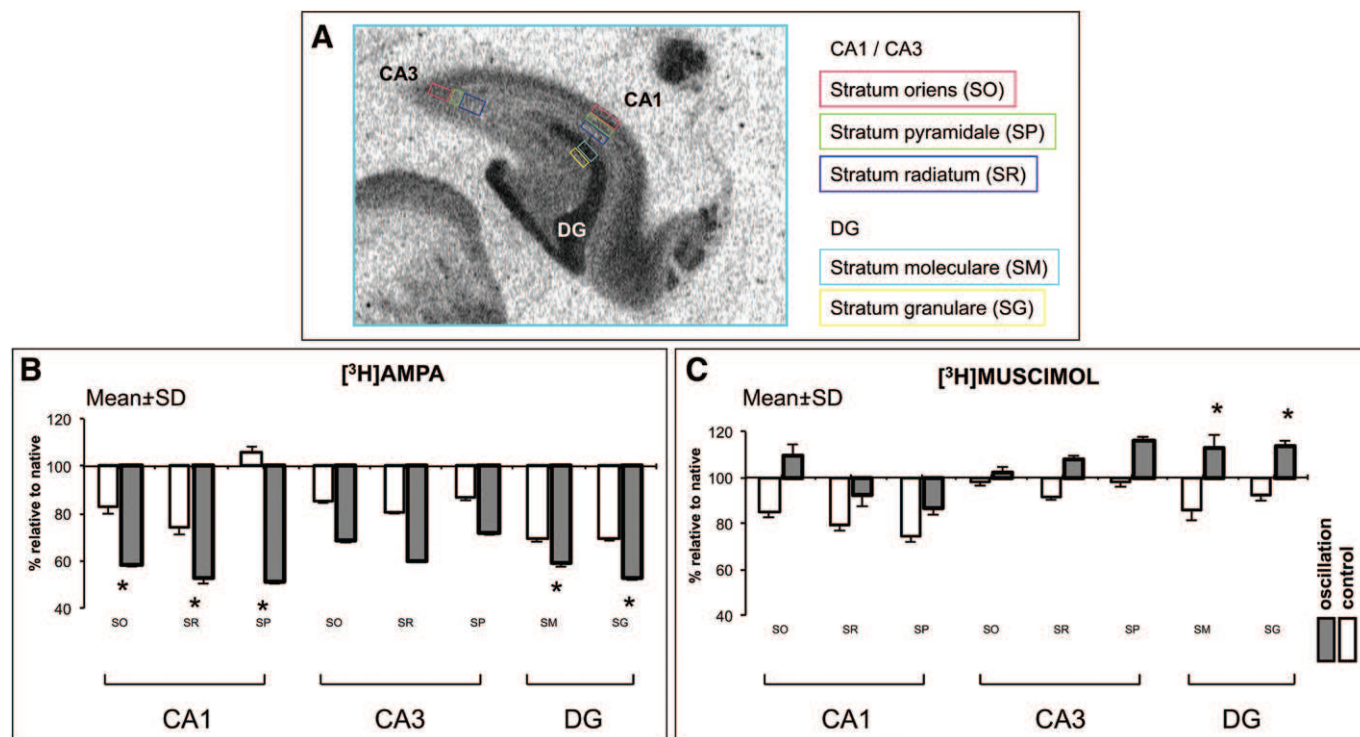 A
CA3
CA1
DG
CA1 / CA3
Stratum oriens (SO)
Stratum pyramidale (SP)
Stratum radiatum (SR)
DG
Stratum moleculare (SM)
Stratum granulare (SG)
B
[³H]AMPA
Mean±SD
% relative to native
120
100
80
60
40
* * * * *
SO SR SP SO SR SP SM SG
CA1 CA3 DG
C
[³H]MUSCIMOL
Mean±SD
* *
% relative to native
120
100
80
60
40
SO SR SP SO SR SP SM SG
CA1 CA3 DG
oscillation
control